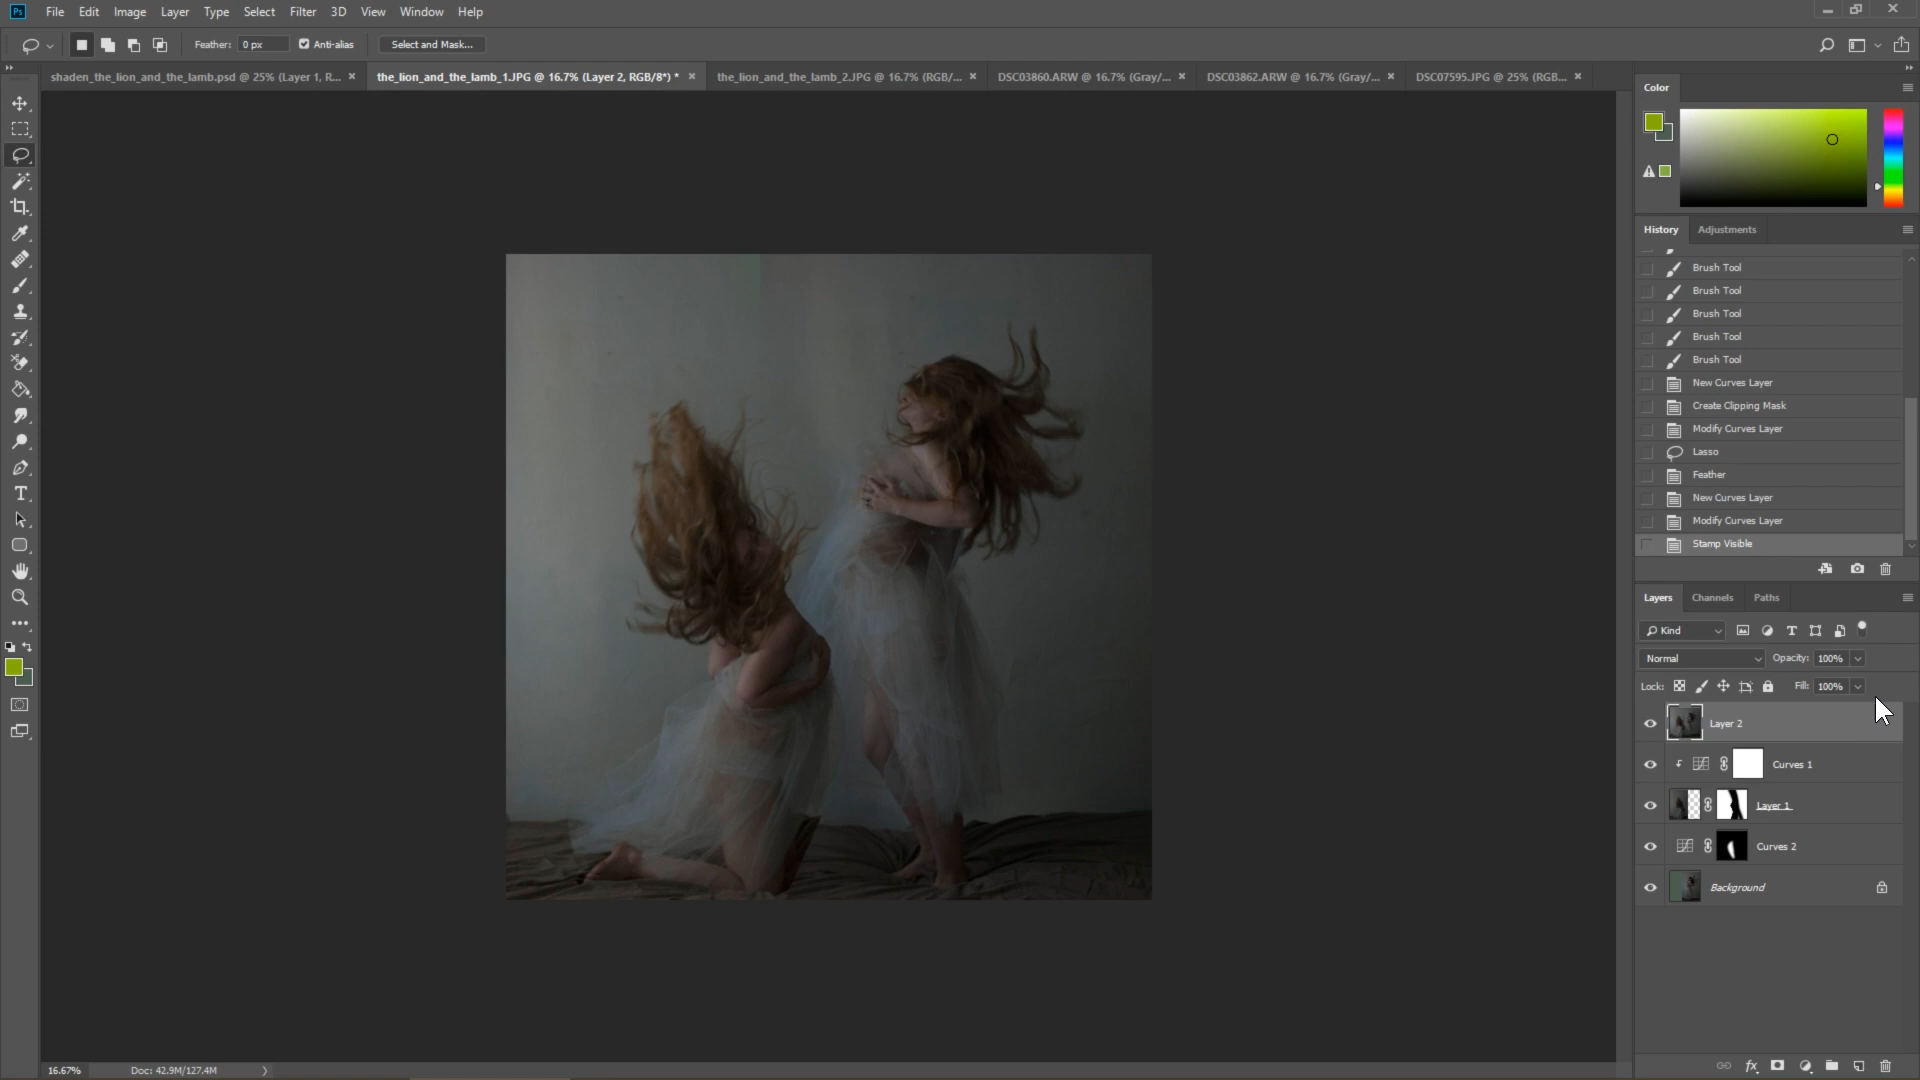 Ps File Edit Image Layer Type Select Filter 3D View Window Help
Feather: 0 px Anti-alias Select and Mask...
shaden_the_lion_and_the_lamb.psd @ 25% (Layer 1, R... × the_lion_and_the_lamb_1.JPG @ 16.7% (Layer 2, RGB/8*) * × the_lion_and_the_lamb_2.JPG @ 16.7% (RGB/... × DSC03860.ARW @ 16.7% (Gray/... × DSC03862.ARW @ 16.7% (Gray/... × DSC07595.JPG @ 25% (RGB... ×
Color
History Adjustments
Brush Tool
Brush Tool
Brush Tool
Brush Tool
Brush Tool
New Curves Layer
Create Clipping Mask
Modify Curves Layer
Lasso
Feather
New Curves Layer
Modify Curves Layer
Stamp Visible
Layers Channels Paths
Kind
Normal Opacity: 100%
Lock: Fill: 100%
Layer 2
Curves 1
Layer 1
Curves 2
Background
fx
16.67% Doc: 42.9M/127.4M